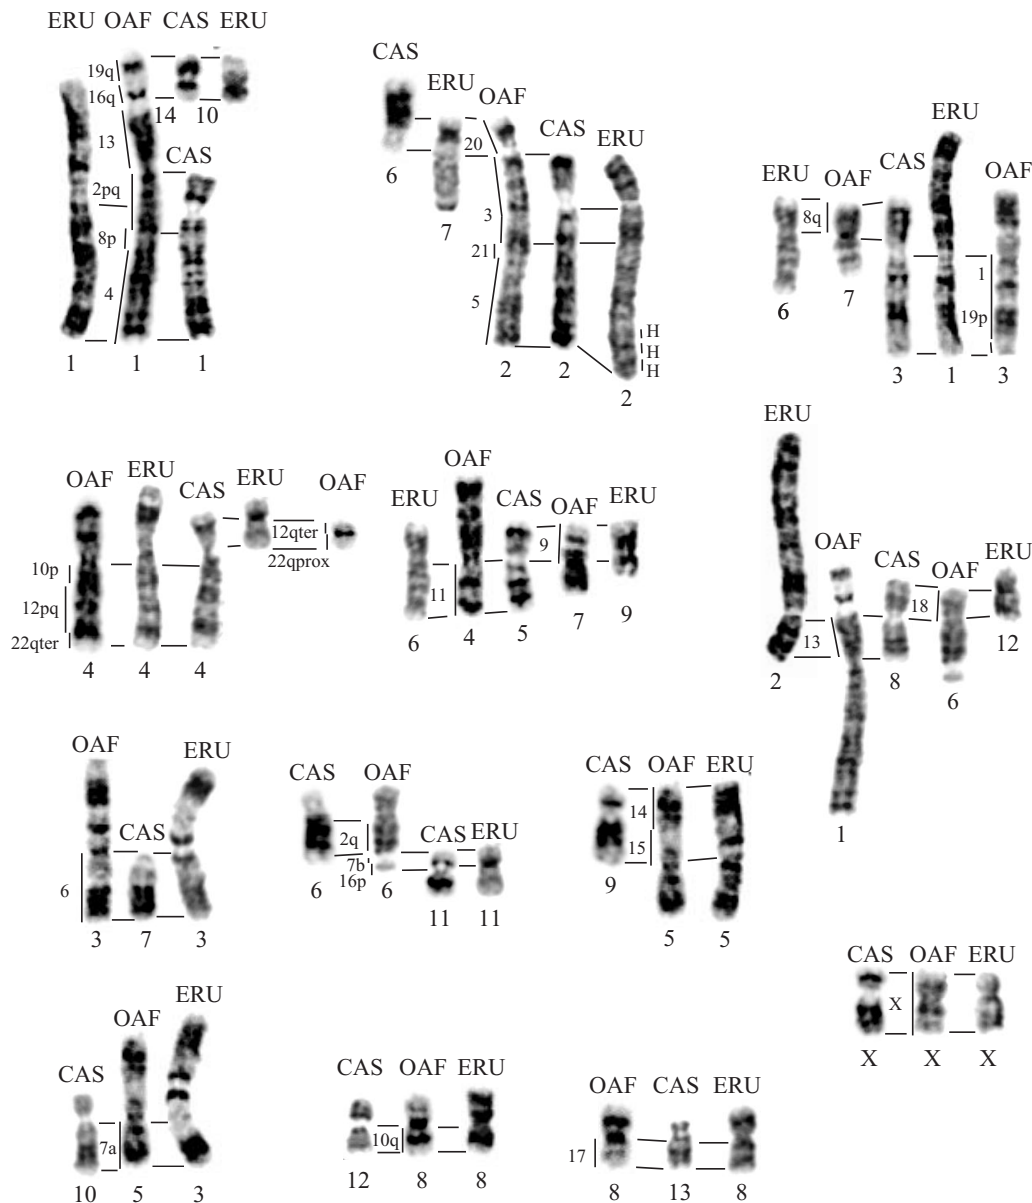 ERU OAF CAS ERU
19q
16q
14 10
13
CAS
2pq
8p
4
1 1 1
CAS
ERU
OAF
CAS
ERU
20
6
7
3
21
5
H
H
H
2 2 2
ERU
CAS
OAF
ERU OAF
8q
6 7
1
19p
3 1 3
OAF ERU CAS ERU OAF
12qter
22qprox
10p
12pq
22qter
4 4 4
OAF
ERU CAS OAF ERU
9
11
6 4 5 7 9
ERU
OAF
CAS OAF ERU
18
13
2 8 6 12
1
OAF ERU
CAS
6
3 7 3
CAS OAF
CAS ERU
2q
7b
16p
6 6 11 11
CAS OAF ERU
14
15
9 5 5
CAS OAF ERU
X
X X X
ERU
OAF
CAS
7a
10 5 3
CAS OAF ERU
10q
12 8 8
OAF CAS ERU
17
8 13 8